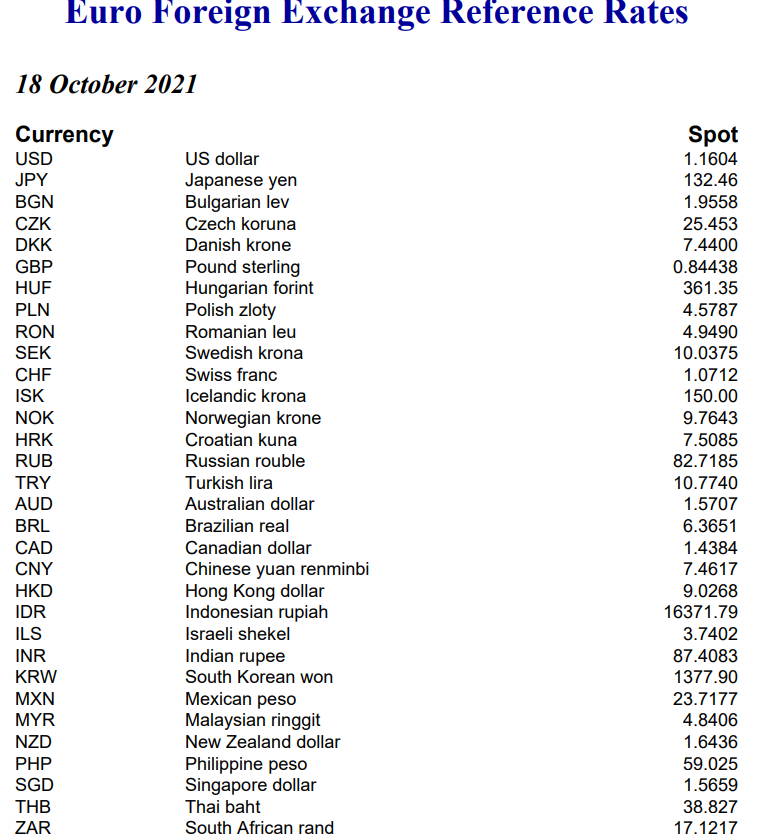 Euro Foreign Exchange Reference Rates
18 October 2021
Currency Spot
USD US dollar 1.1604
JPY Japanese yen 132.46
BGN Bulgarian lev 1.9558
CZK Czech koruna 25.453
DKK Danish krone 7.4400
GBP Pound sterling 0.84438
HUF Hungarian forint 361.35
PLN Polish zloty 4.5787
RON Romanian leu 4.9490
SEK Swedish krona 10.0375
CHF Swiss franc 1.0712
ISK Icelandic krona 150.00
NOK Norwegian krone 9.7643
HRK Croatian kuna 7.5085
RUB Russian rouble 82.7185
TRY Turkish lira 10.7740
AUD Australian dollar 1.5707
BRL Brazilian real 6.3651
CAD Canadian dollar 1.4384
CNY Chinese yuan renminbi 7.4617
HKD Hong Kong dollar 9.0268
IDR Indonesian rupiah 16371.79
ILS Israeli shekel 3.7402
INR Indian rupee 87.4083
KRW South Korean won 1377.90
MXN Mexican peso 23.7177
MYR Malaysian ringgit 4.8406
NZD New Zealand dollar 1.6436
PHP Philippine peso 59.025
SGD Singapore dollar 1.5659
THB Thai baht 38.827
ZAR South African rand 17.1217